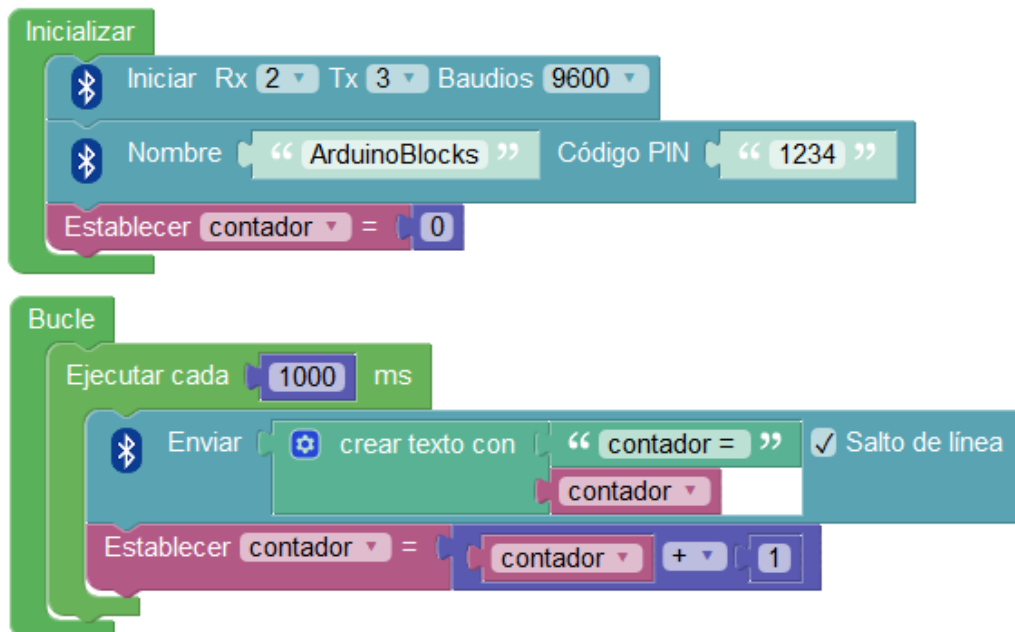 Inicializar
Iniciar Rx 2 Tx 3 Baudios 9600
Nombre “ ArduinoBlocks ” Código PIN “ 1234 ”
Establecer contador = 0
Bucle
Ejecutar cada 1000 ms
Enviar crear texto con “ contador = ” Salto de línea
contador
Establecer contador = contador + 1